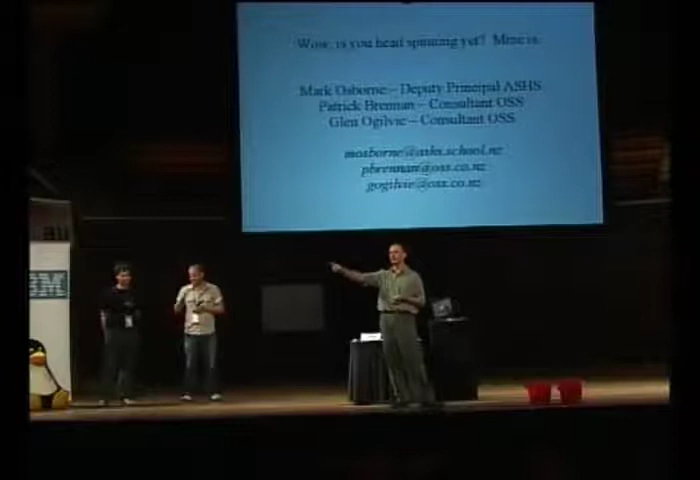 Wow, is you head spinning yet? Mine is.
Mark Osborne – Deputy Principal ASHS
Patrick Brennan – Consultant OSS
Glen Ogilvie – Consultant OSS
mosborne@ashs.school.nz
pbrennan@oss.co.nz
gogilvie@oss.co.nz
au
IBM